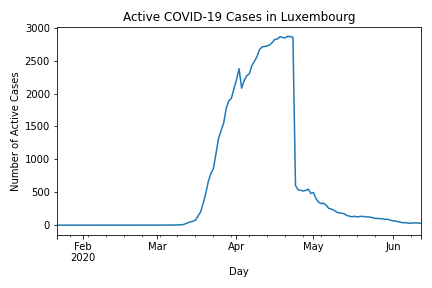 Active COVID-19 Cases in Luxembourg
3000
2500
2000
1500
1000
500
0
Number of Active Cases
Feb
2020
Mar
Apr
May
Jun
Day